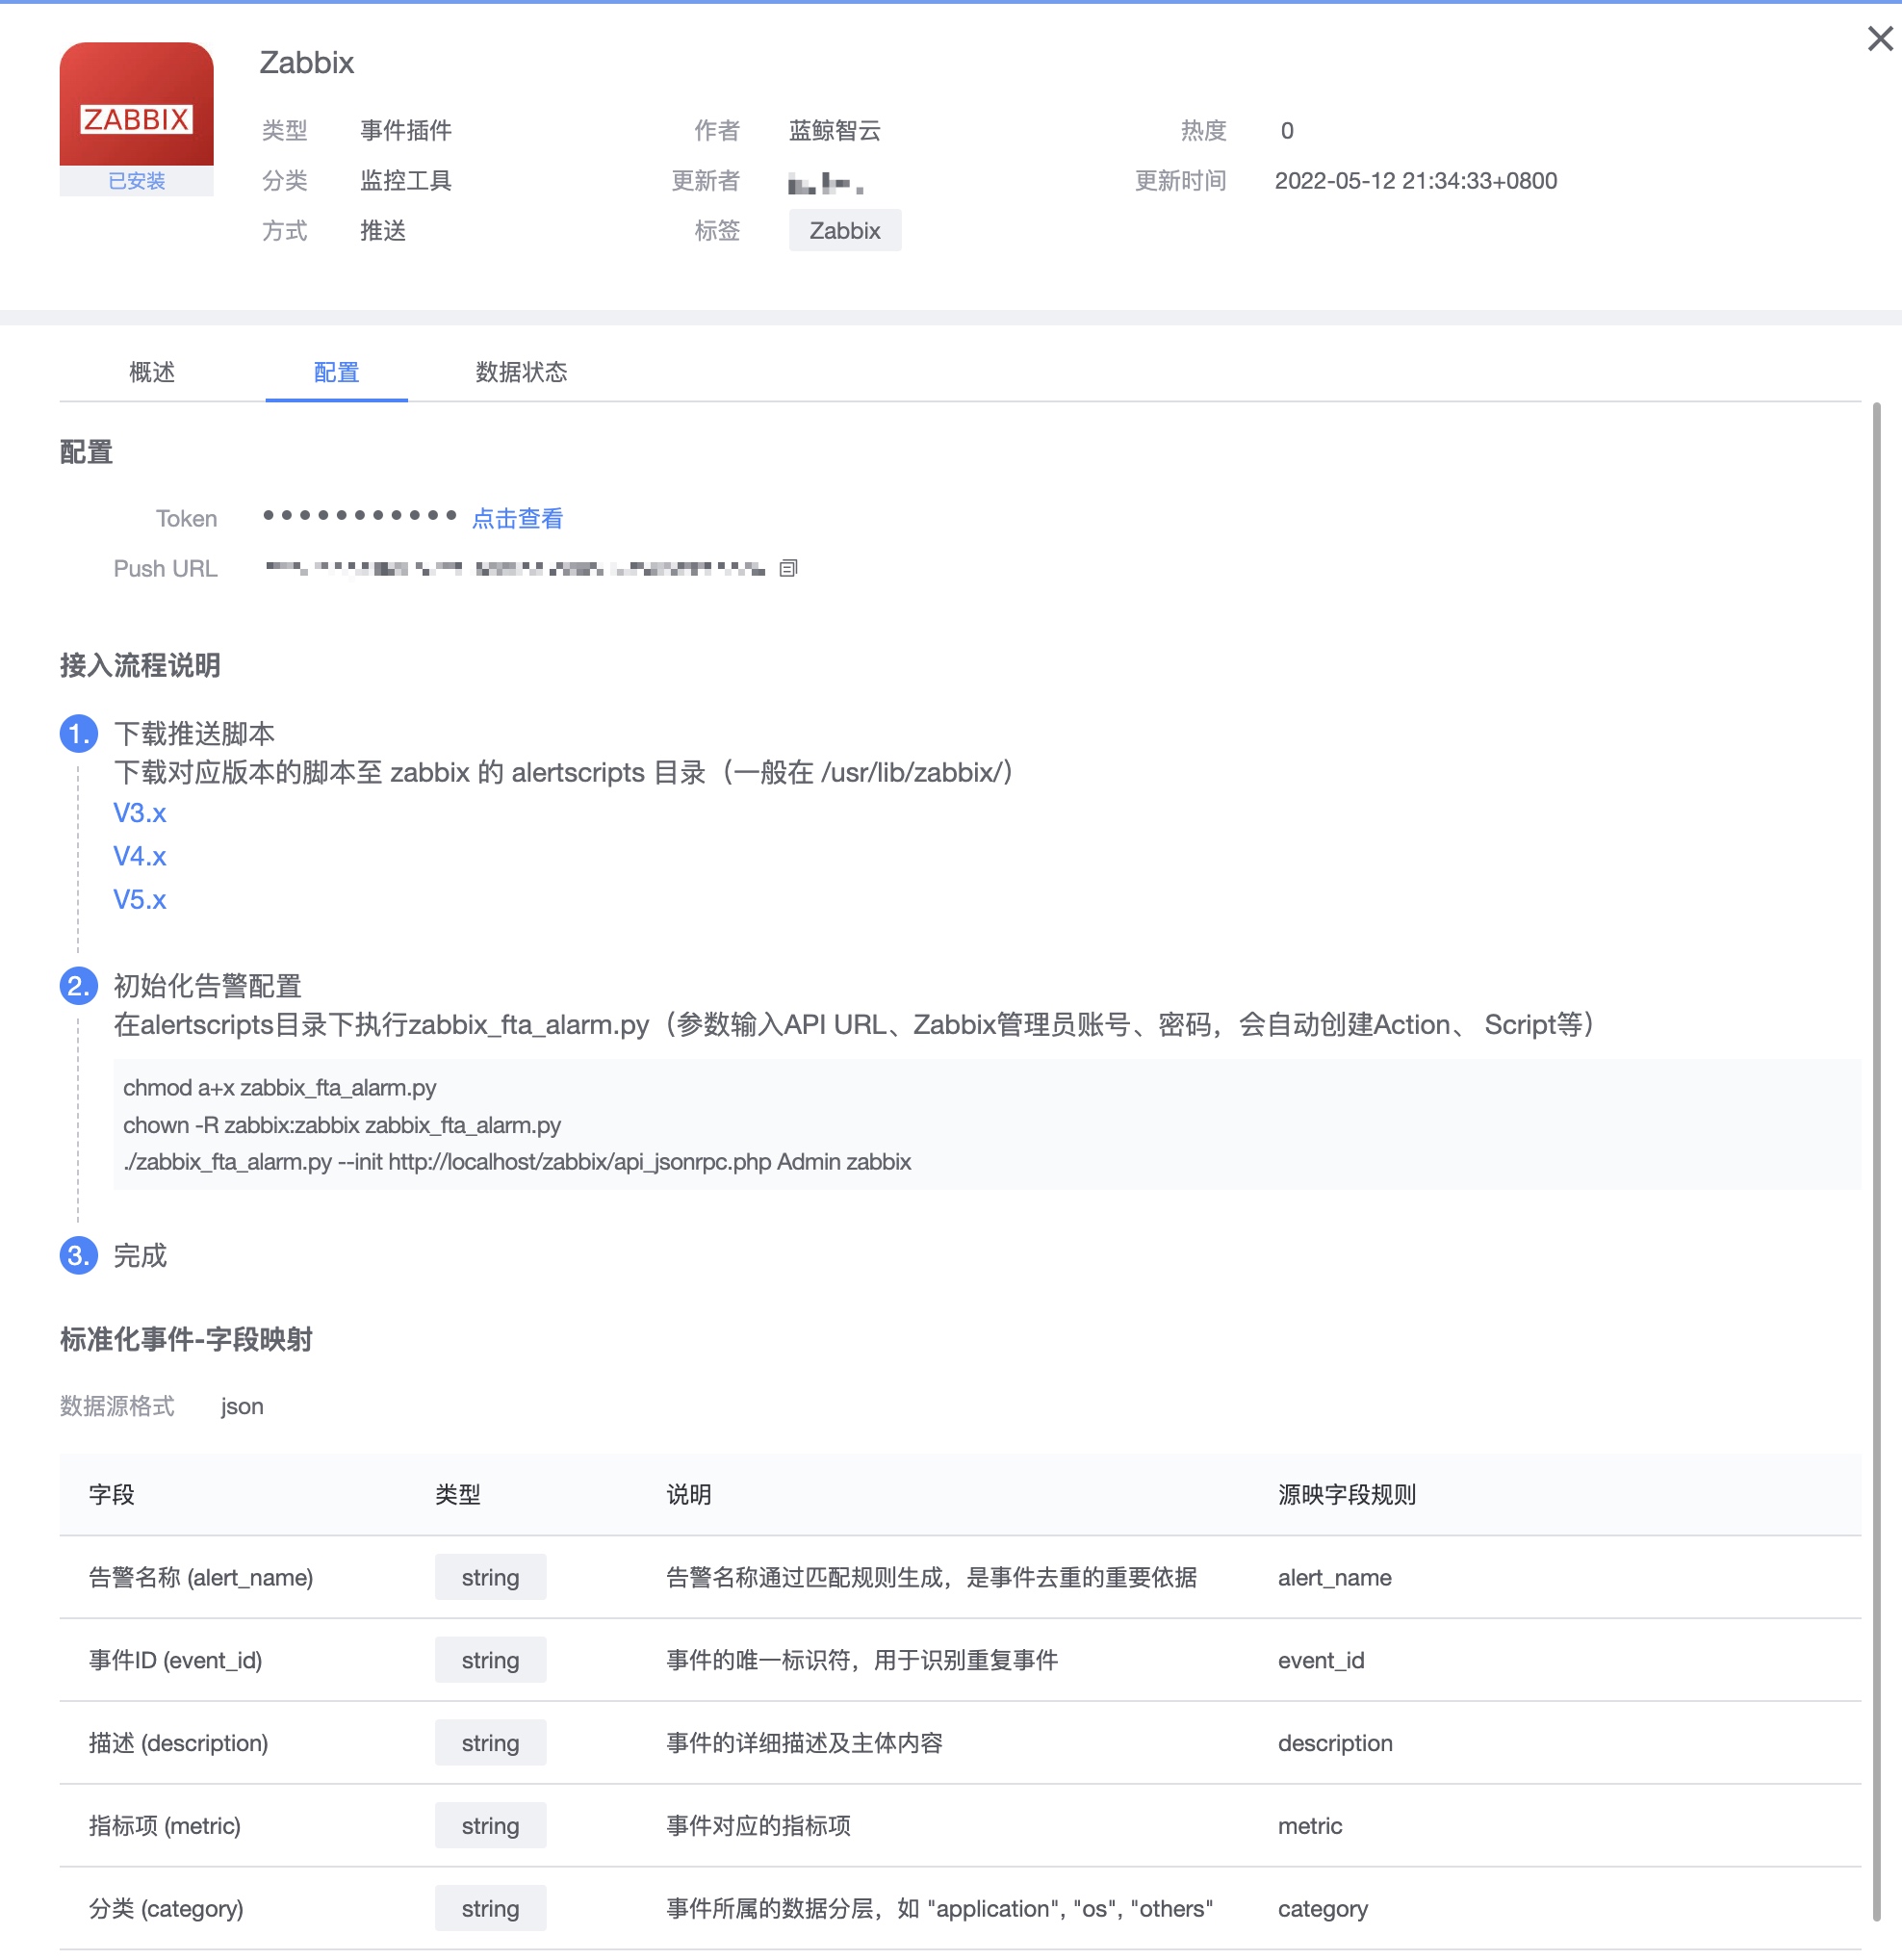 Zabbix
ZABBIX
已安装
类型 事件插件 作者 蓝鲸智云 热度 0
分类 监控工具 更新者 更新时间 2022-05-12 21:34:33+0800
方式 推送 标签 Zabbix
概述 配置 数据状态
配置
Token ●●●●●●●●●●● 点击查看
Push URL
接入流程说明
1. 下载推送脚本
下载对应版本的脚本至 zabbix 的 alertscripts 目录（一般在 /usr/lib/zabbix/）
V3.x
V4.x
V5.x
2. 初始化告警配置
在alertscripts目录下执行zabbix_fta_alarm.py（参数输入API URL、Zabbix管理员账号、密码，会自动创建Action、 Script等）
chmod a+x zabbix_fta_alarm.py
chown -R zabbix:zabbix zabbix_fta_alarm.py
./zabbix_fta_alarm.py --init http://localhost/zabbix/api_jsonrpc.php Admin zabbix
3. 完成
标准化事件-字段映射
数据源格式 json
字段 类型 说明 源映字段规则
告警名称 (alert_name) string 告警名称通过匹配规则生成，是事件去重的重要依据 alert_name
事件ID (event_id) string 事件的唯一标识符，用于识别重复事件 event_id
描述 (description) string 事件的详细描述及主体内容 description
指标项 (metric) string 事件对应的指标项 metric
分类 (category) string 事件所属的数据分层，如 "application", "os", "others" category